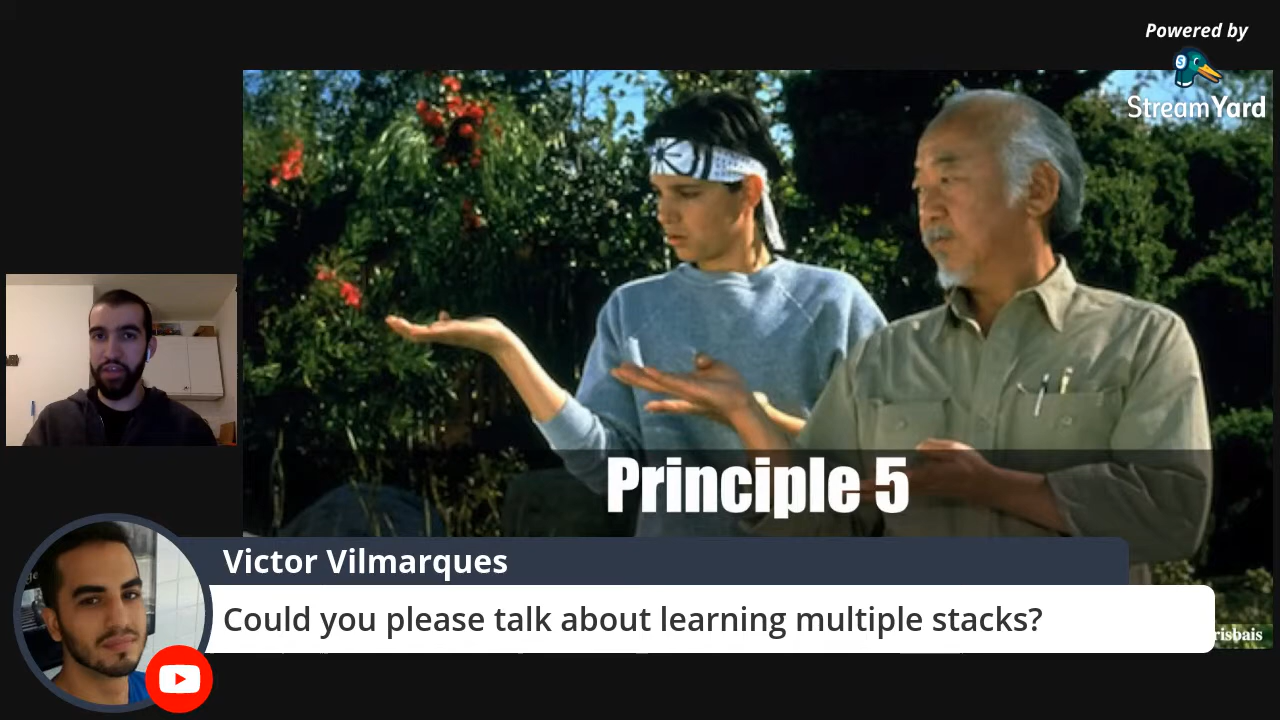 Powered by
StreamYard
Principle 5
Victor Vilmarques
Could you please talk about learning multiple stacks?